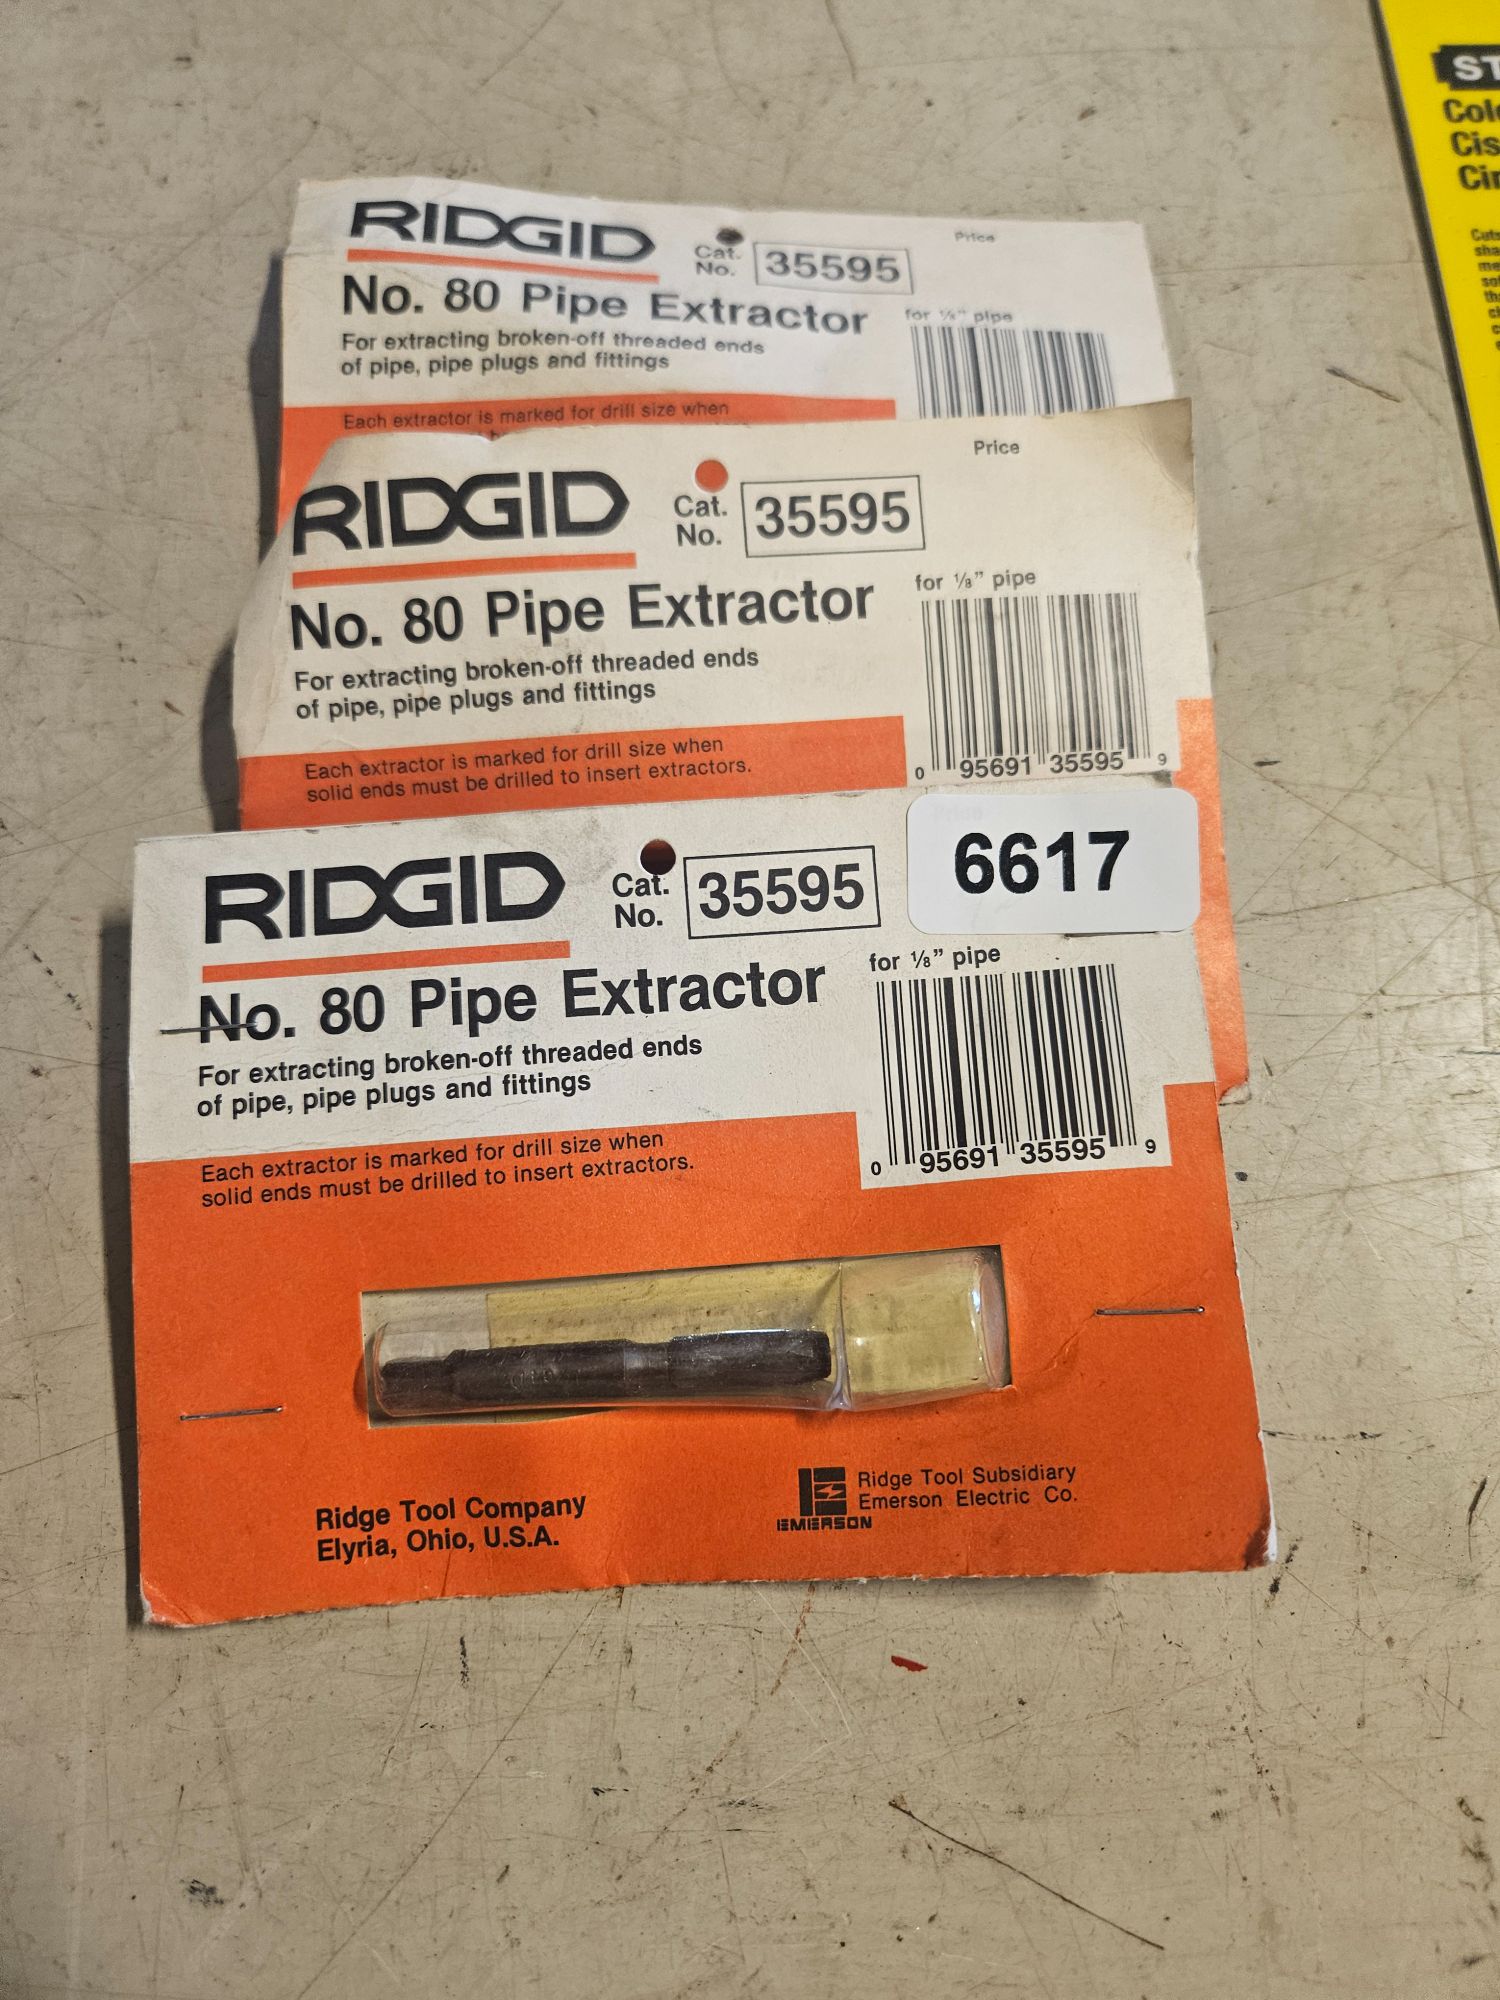 RIDGID
Cat. No. 35595
Price
No. 80 Pipe Extractor
for 1/8" pipe
For extracting broken-off threaded ends
of pipe, pipe plugs and fittings
Each extractor is marked for drill size when
RIDGID
Cat. No. 35595
Price
No. 80 Pipe Extractor
for ⅛" pipe
For extracting broken-off threaded ends
of pipe, pipe plugs and fittings
Each extractor is marked for drill size when
solid ends must be drilled to insert extractors.
0 95691 35595 9
RIDGID
Cat. No. 35595
6617
No. 80 Pipe Extractor
for ⅛" pipe
For extracting broken-off threaded ends
of pipe, pipe plugs and fittings
Each extractor is marked for drill size when
solid ends must be drilled to insert extractors.
0 95691 35595 9
Ridge Tool Company
Elyria, Ohio, U.S.A.
EMERSON
Ridge Tool Subsidiary
Emerson Electric Co.